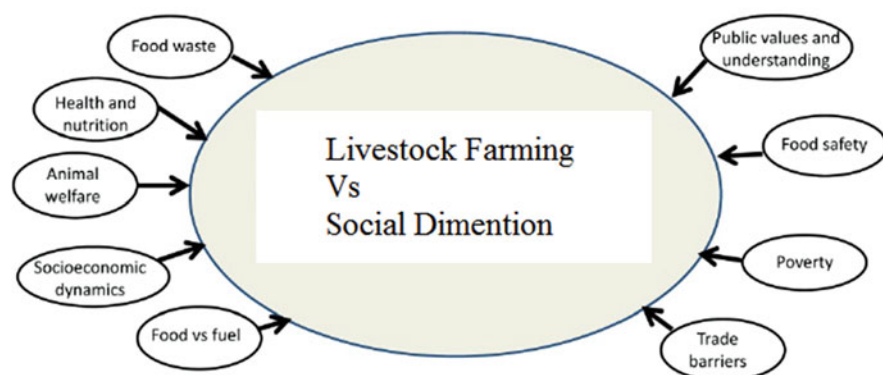 Food waste
Health and
nutrition
Animal
welfare
Socioeconomic
dynamics
Food vs fuel
Livestock Farming
Vs
Social Dimention
Public values and
understanding
Food safety
Poverty
Trade
barriers